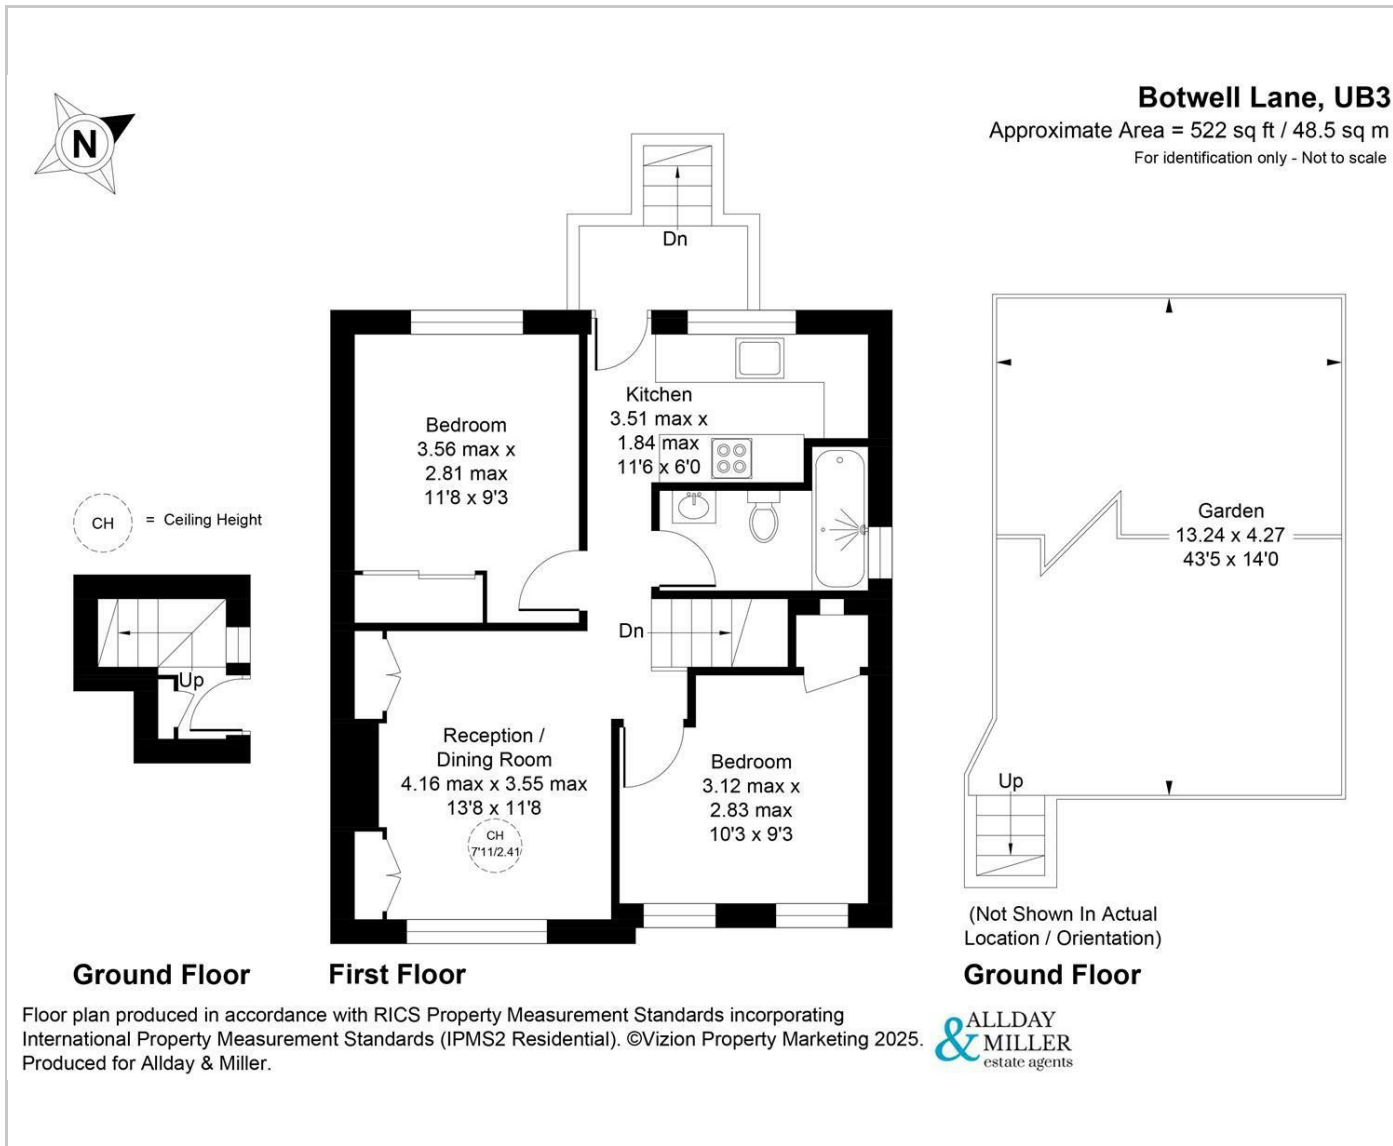 Botwell Lane, UB3
Approximate Area = 522 sq ft / 48.5 sq m
For identification only - Not to scale
N
Dn
Kitchen
3.51 max x
1.84 max
11'6 x 6'0
Bedroom
3.56 max x
2.81 max
11'8 x 9'3
CH
= Ceiling Height
Garden
13.24 x 4.27
43'5 x 14'0
Dn
Up
Reception /
Dining Room
4.16 max x 3.55 max
13'8 x 11'8
CH
7'11/2.41
Bedroom
3.12 max x
2.83 max
10'3 x 9'3
Up
(Not Shown In Actual
Location / Orientation)
Ground Floor
First Floor
Ground Floor
Floor plan produced in accordance with RICS Property Measurement Standards incorporating
International Property Measurement Standards (IPMS2 Residential). ©Vizion Property Marketing 2025.
Produced for Allday & Miller.
ALLDAY
& MILLER
estate agents